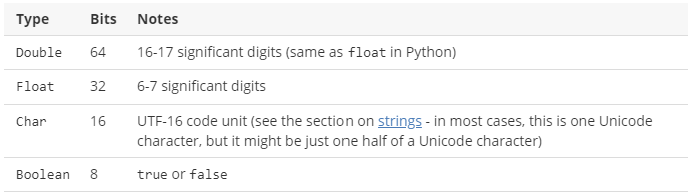 Type Bits Notes
Double 64 16-17 significant digits (same as float in Python)
Float 32 6-7 significant digits
Char 16 UTF-16 code unit (see the section on strings - in most cases, this is one Unicode
character, but it might be just one half of a Unicode character)
Boolean 8 true or false